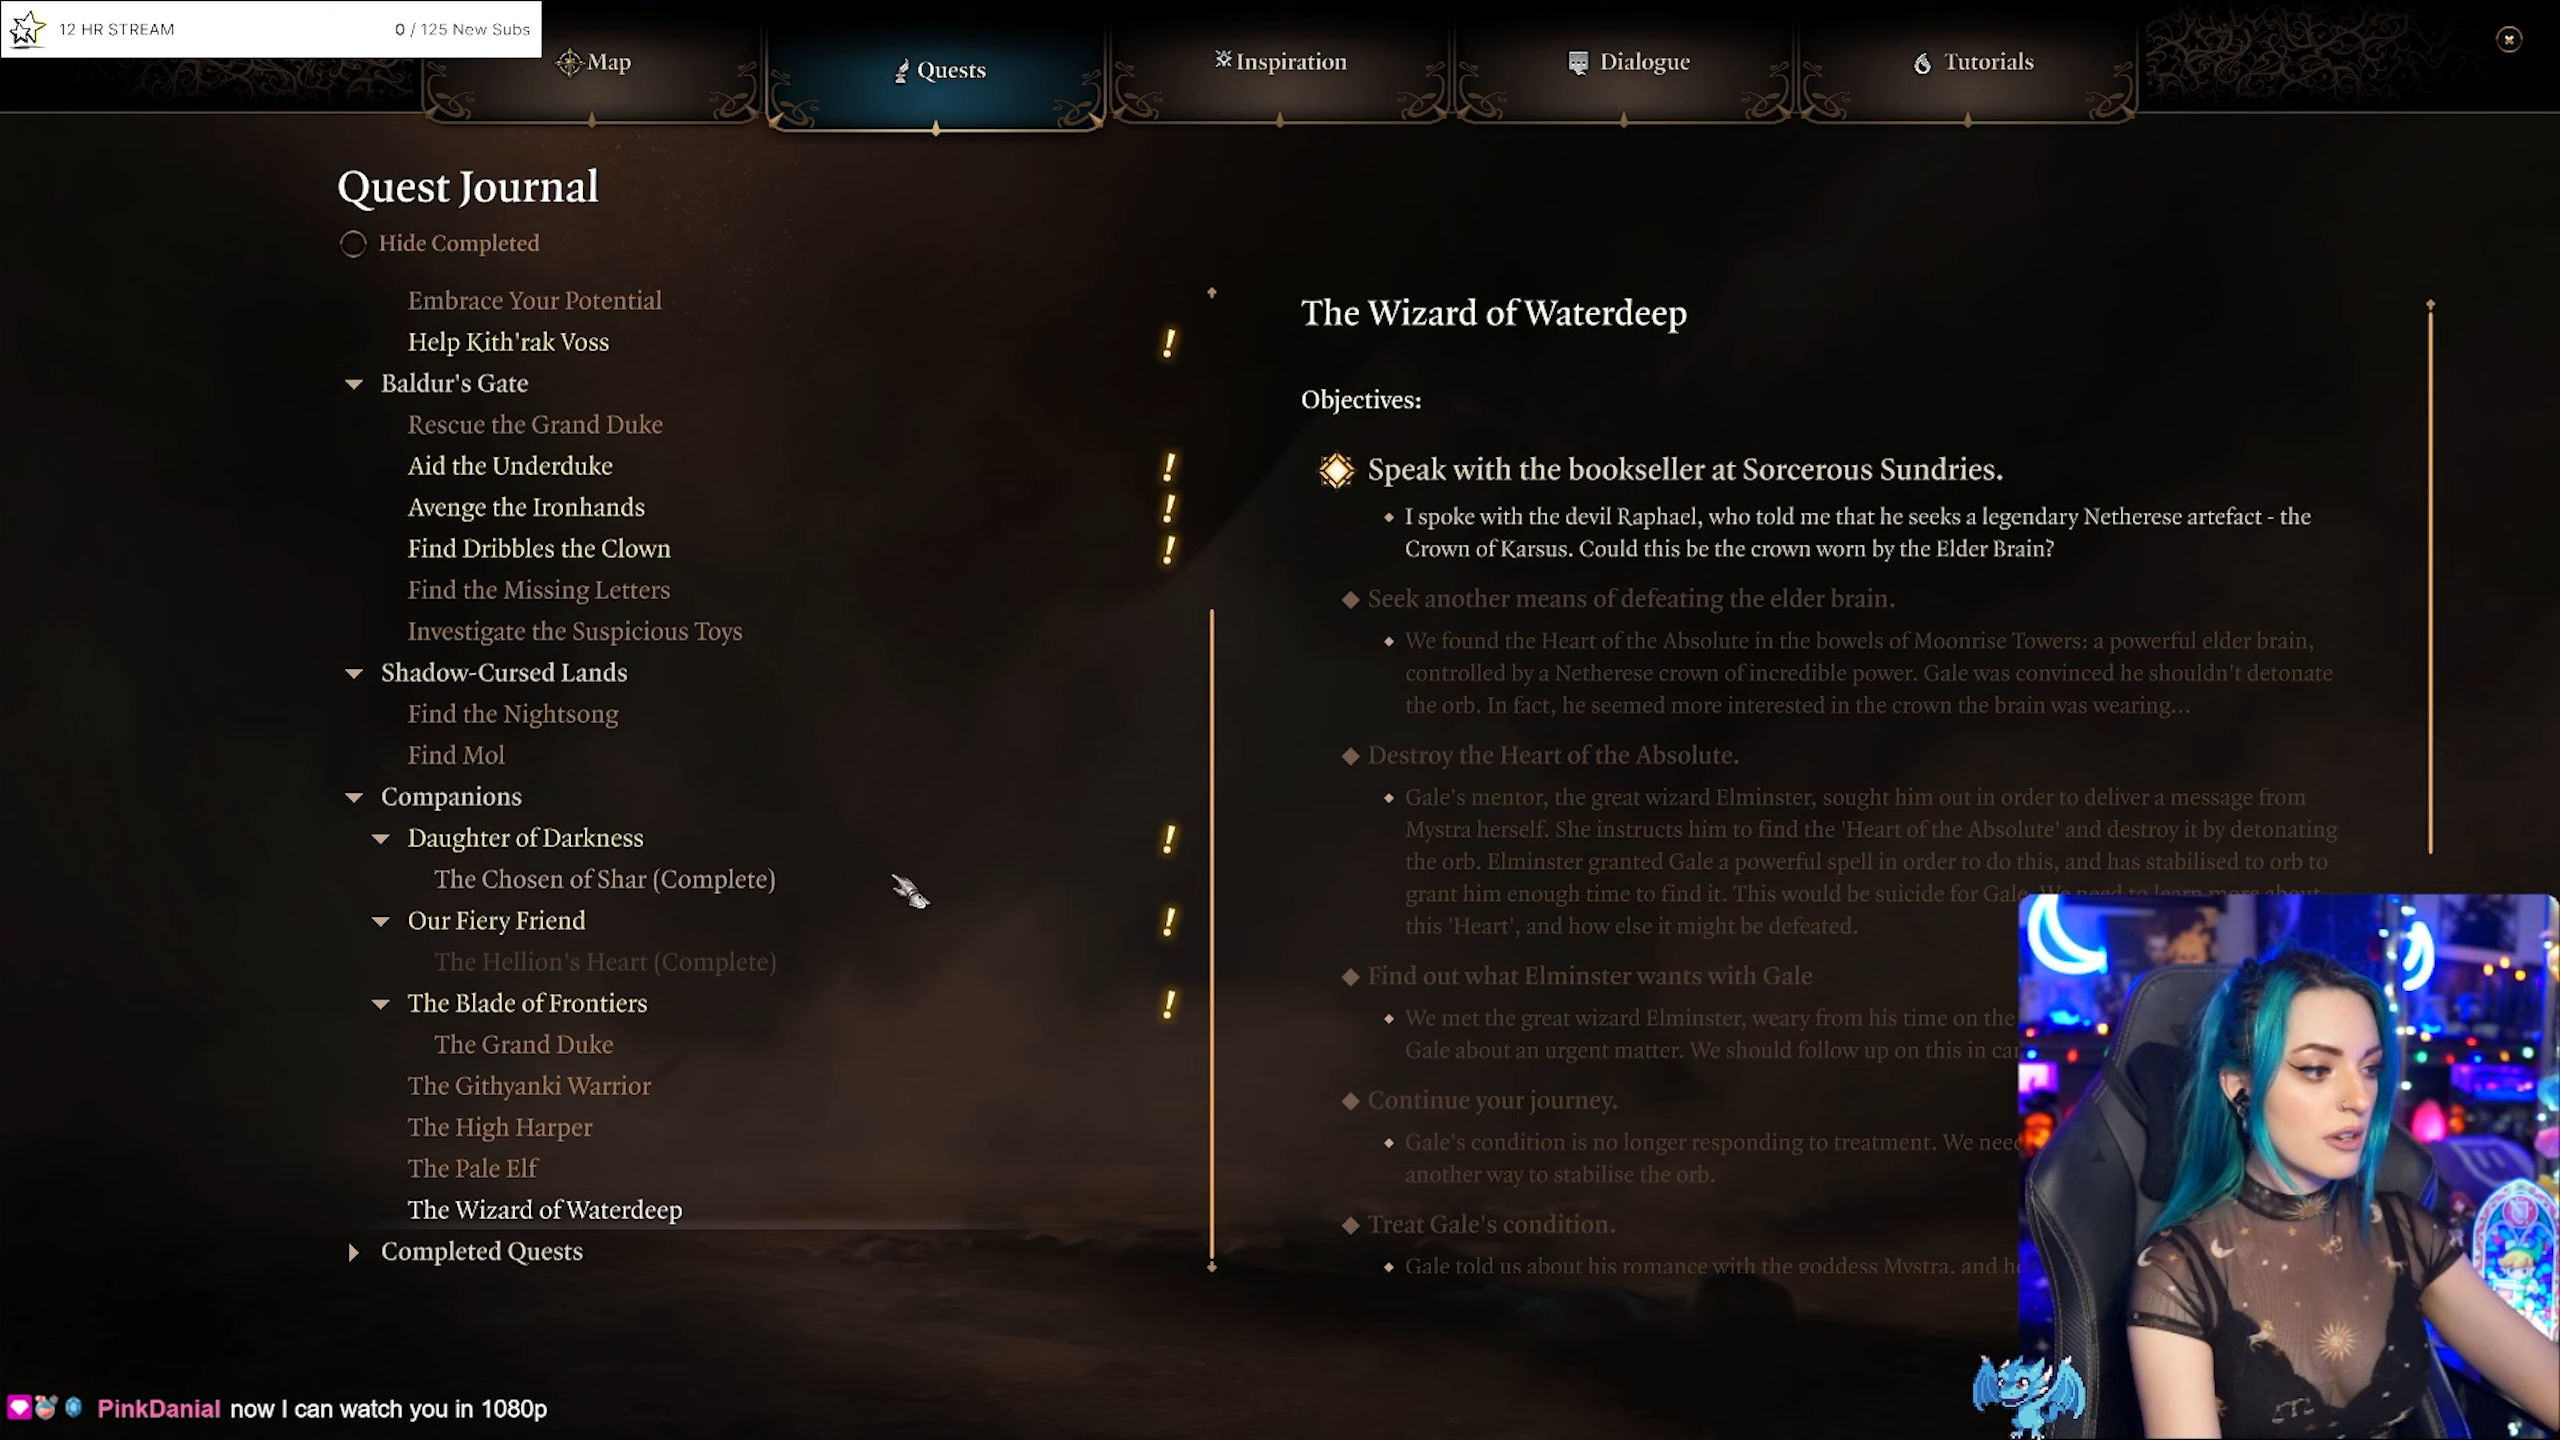 12 HR STREAM
0 / 125 New Subs
Map
Quests
Inspiration
Dialogue
Tutorials
Quest Journal
Hide Completed
Embrace Your Potential
Help Kith'rak Voss
Baldur's Gate
Rescue the Grand Duke
Aid the Underduke
Avenge the Ironhands
Find Dribbles the Clown
Find the Missing Letters
Investigate the Suspicious Toys
Shadow-Cursed Lands
Find the Nightsong
Find Mol
Companions
Daughter of Darkness
The Chosen of Shar (Complete)
Our Fiery Friend
The Hellion's Heart (Complete)
The Blade of Frontiers
The Grand Duke
The Githyanki Warrior
The High Harper
The Pale Elf
The Wizard of Waterdeep
Completed Quests
The Wizard of Waterdeep
Objectives:
Speak with the bookseller at Sorcerous Sundries.
I spoke with the devil Raphael, who told me that he seeks a legendary Netherese artefact - the
Crown of Karsus. Could this be the crown worn by the Elder Brain?
Seek another means of defeating the elder brain.
We found the Heart of the Absolute in the bowels of Moonrise Towers: a powerful elder brain,
controlled by a Netherese crown of incredible power. Gale was convinced he shouldn't detonate
the orb. In fact, he seemed more interested in the crown the brain was wearing...
Destroy the Heart of the Absolute.
Gale's mentor, the great wizard Elminster, sought him out in order to deliver a message from
Mystra herself. She instructs him to find the 'Heart of the Absolute' and destroy it by detonating
the orb. Elminster granted Gale a powerful spell in order to do this, and has stabilised to orb to
grant him enough time to find it. This would be suicide for Gale. We need to learn more about
this 'Heart', and how else it might be defeated.
Find out what Elminster wants with Gale
We met the great wizard Elminster, weary from his time on the
Gale about an urgent matter. We should follow up on this in
Continue your journey.
Gale's condition is no longer responding to treatment. We
another way to stabilise the orb.
Treat Gale's condition.
Gale told us about his romance with the goddess Mystra, and
PinkDanial now I can watch you in 1080p